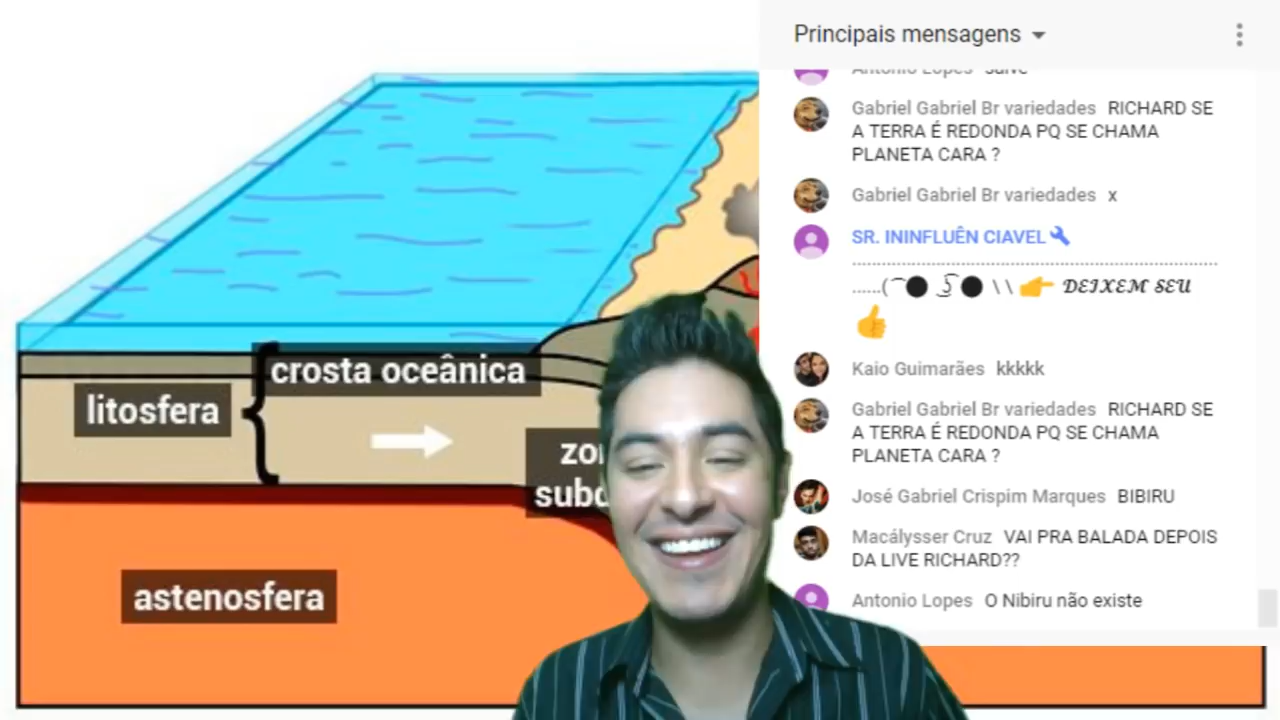 crosta oceânica
litosfera
astenosfera
Principais mensagens
Antonio Lopes salve
Gabriel Gabriel Br variedades RICHARD SE
A TERRA É REDONDA PQ SE CHAMA
PLANETA CARA ?
Gabriel Gabriel Br variedades x
SR. ININFLUÊN CIAVEL
DEIXEM SEU
Kaio Guimarães kkkkk
Gabriel Gabriel Br variedades RICHARD SE
A TERRA É REDONDA PQ SE CHAMA
PLANETA CARA ?
José Gabriel Crispim Marques BIBIRU
Macálysser Cruz VAI PRA BALADA DEPOIS
DA LIVE RICHARD??
Antonio Lopes O Nibiru não existe